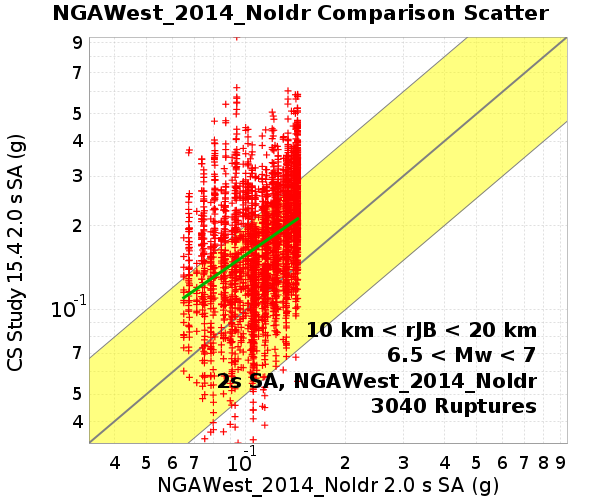 NGAWest_2014_NoIdr Comparison Scatter
9
7
5
4
3
2
10-1
7
5
4
CS Study 15.4 2.0 s SA (g)
10 km < rJB < 20 km
6.5 < Mw < 7
2s SA, NGAWest_2014_NoIdr
3040 Ruptures
4 5 6 7 10-1 2 3 4 5 6 7 8 9
NGAWest_2014_NoIdr 2.0 s SA (g)